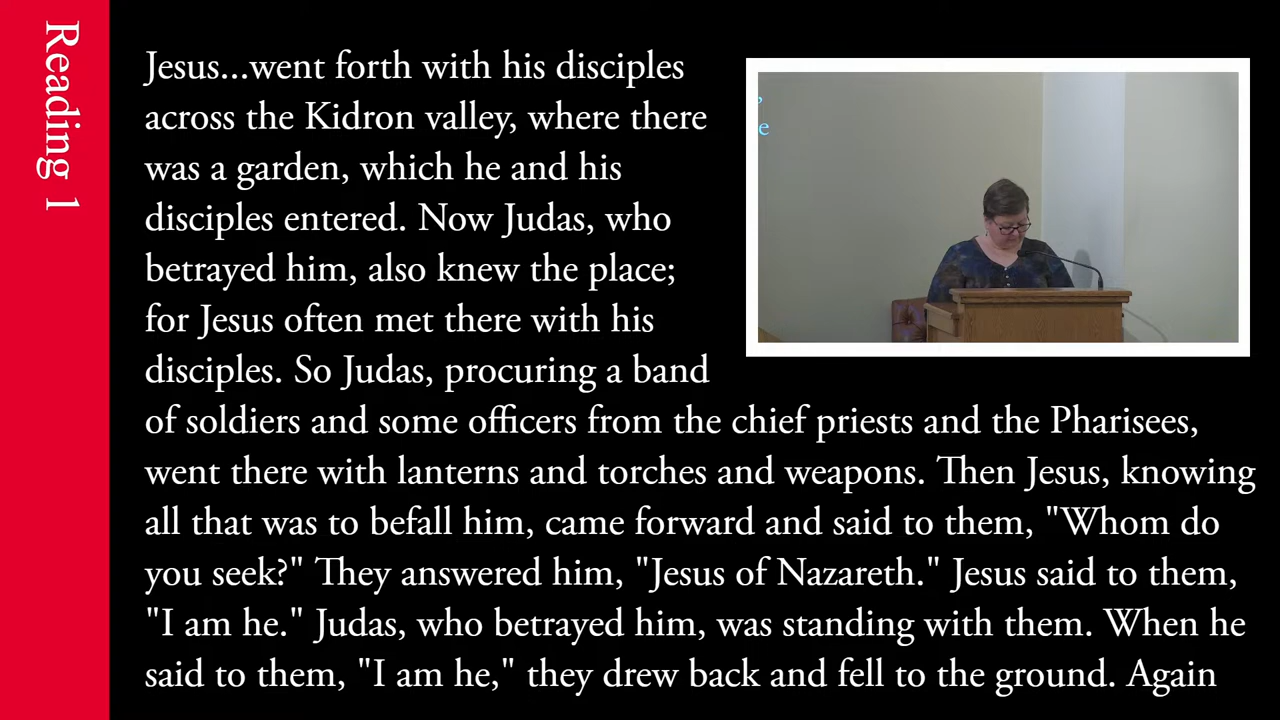 Reading 1
Jesus...went forth with his disciples
across the Kidron valley, where there
was a garden, which he and his
disciples entered. Now Judas, who
betrayed him, also knew the place;
for Jesus often met there with his
disciples. So Judas, procuring a band
of soldiers and some officers from the chief priests and the Pharisees,
went there with lanterns and torches and weapons. Then Jesus, knowing
all that was to befall him, came forward and said to them, "Whom do
you seek?" They answered him, "Jesus of Nazareth." Jesus said to them,
"I am he." Judas, who betrayed him, was standing with them. When he
said to them, "I am he," they drew back and fell to the ground. Again